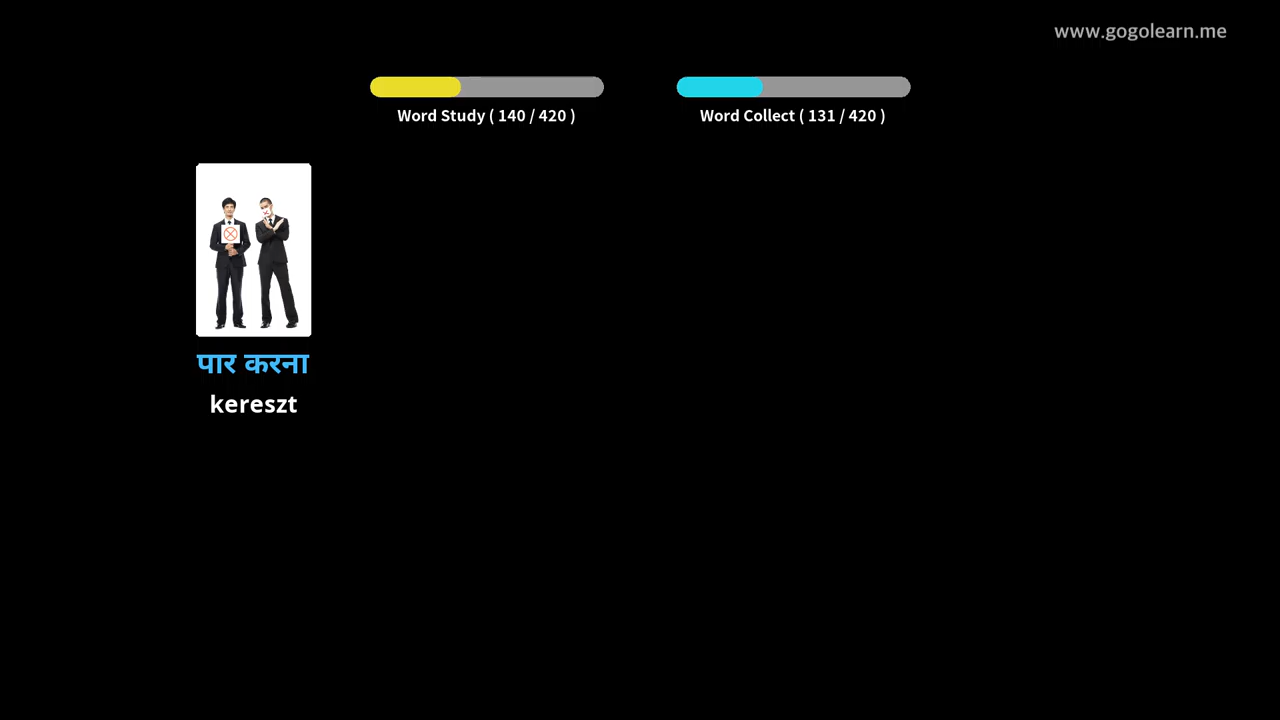 www.gogolearn.me
Word Study ( 140 / 420 )
Word Collect ( 131 / 420 )
पार करना
kereszt